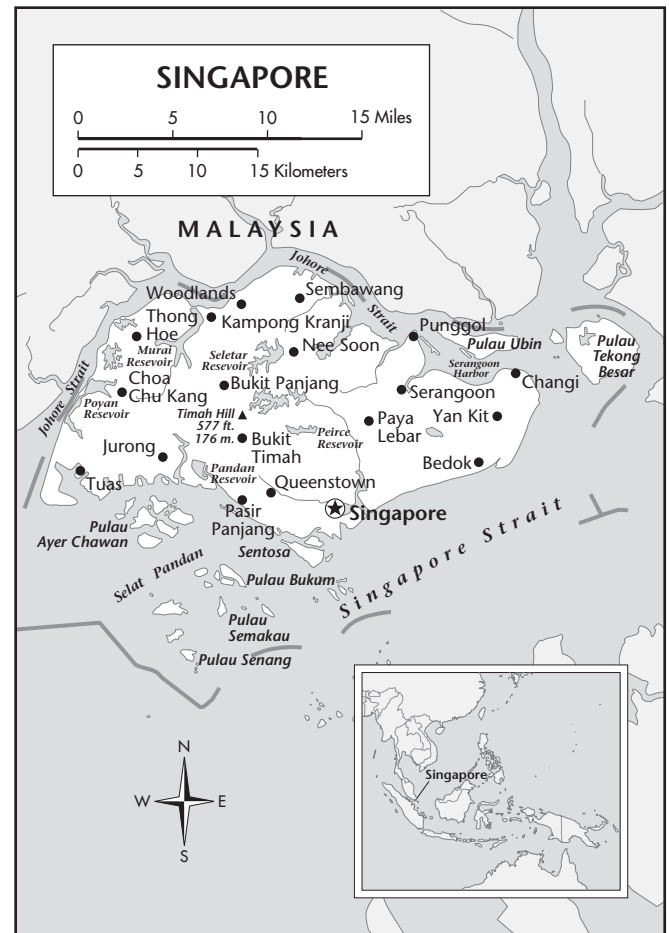 SINGAPORE
0 5 10 15 Miles
0 5 10 15 Kilometers
MALAYSIA
Johore
Strait
Woodlands
Sembawang
Thong
Hoe
Kampong Kranji
Punggol
Pulau Ubin
Pulau
Tekong
Besar
Murai
Resevoir
Seletar
Resevoir
Nee Soon
Serangoon
Harbor
Changi
Johore Strait
Choa
Chu Kang
Poyan
Resevoir
Bukit Panjang
Serangoon
Timah Hill
577 ft.
176 m.
Paya
Lebar
Yan Kit
Jurong
Bukit
Timah
Peirce
Resevoir
Bedok
Tuas
Pandan
Resevoir
Queenstown
Pasir
Panjang
Singapore
Pulau
Ayer Chawan
Sentosa
Selat Pandan
Pulau Bukum
Singapore Strait
Pulau
Semakau
Pulau Senang
N
W E
S
Singapore